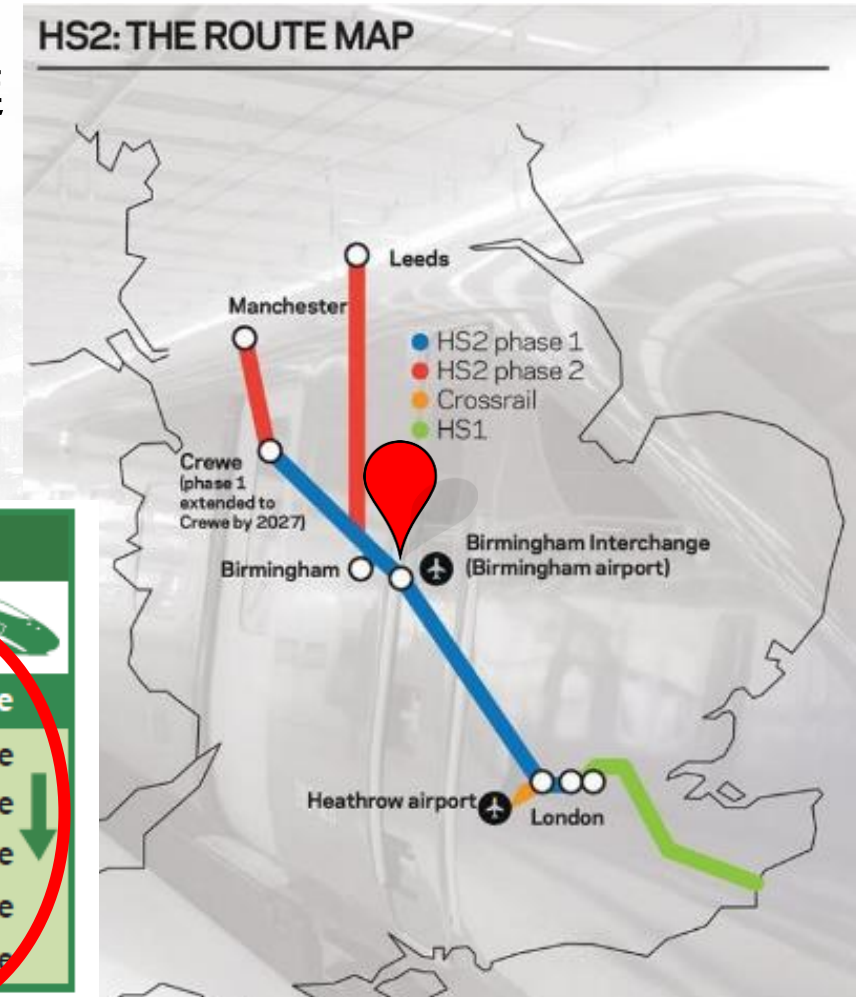 HS2: THE ROUTE MAP
Leeds
Manchester
HS2 phase 1
HS2 phase 2
Crossrail
HS1
Crewe
(phase 1
extended to
Crewe by 2027)
Birmingham Interchange
(Birmingham airport)
Birmingham
Heathrow airport
London